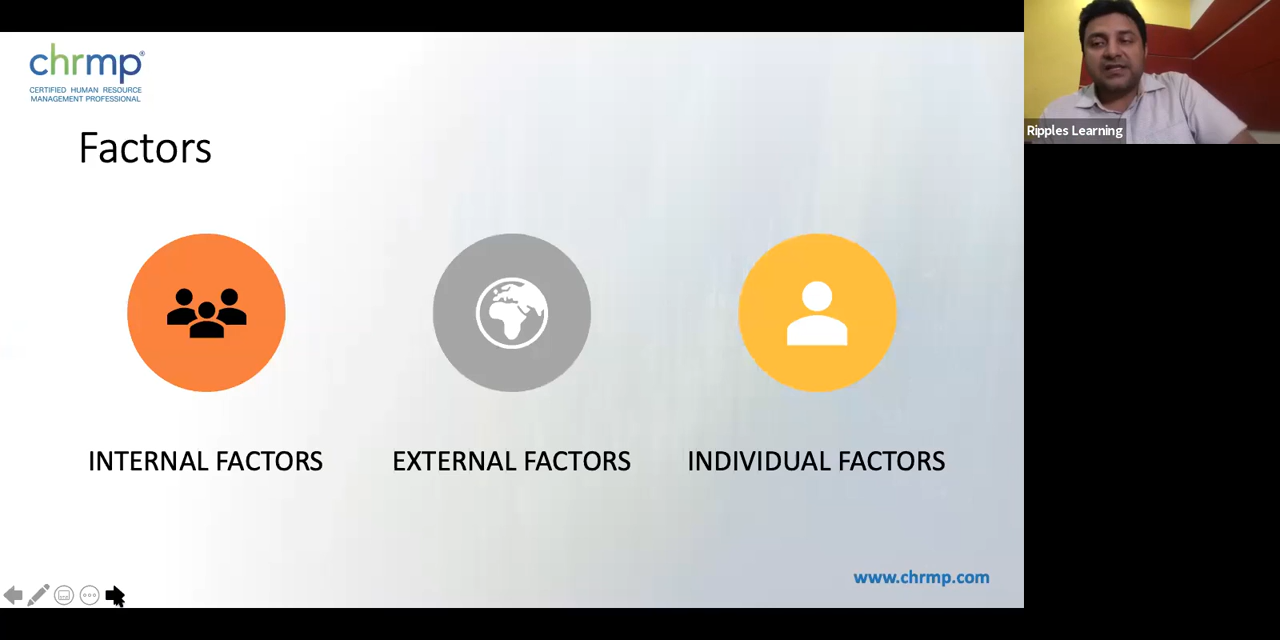 chrmp®
CERTIFIED HUMAN RESOURCE
MANAGEMENT PROFESSIONAL
Factors
INTERNAL FACTORS
EXTERNAL FACTORS
INDIVIDUAL FACTORS
www.chrmp.com
Ripples Learning